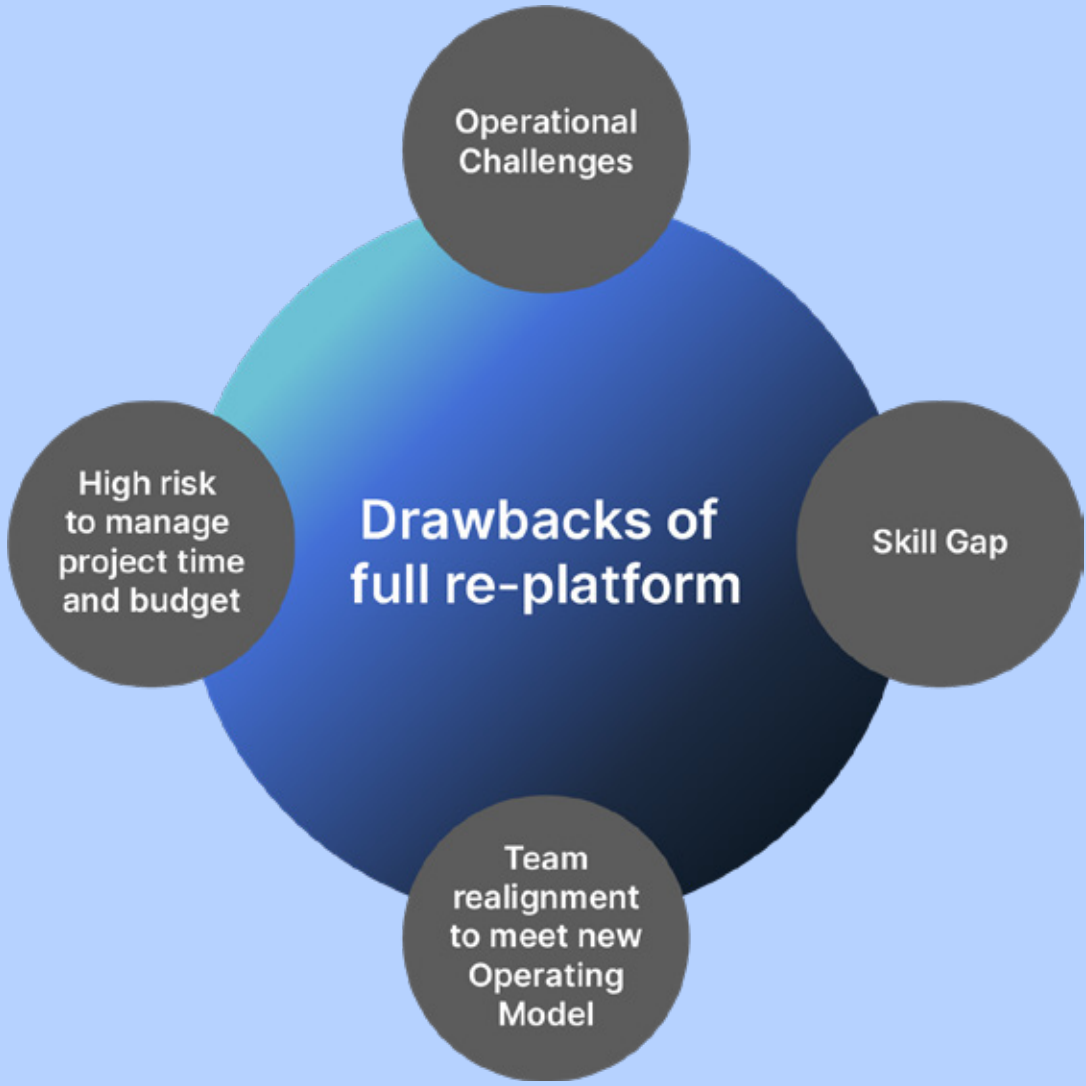 Operational
Challenges
High risk
to manage
project time
and budget
Drawbacks of
full re-platform
Skill Gap
Team
realignment
to meet new
Operating
Model